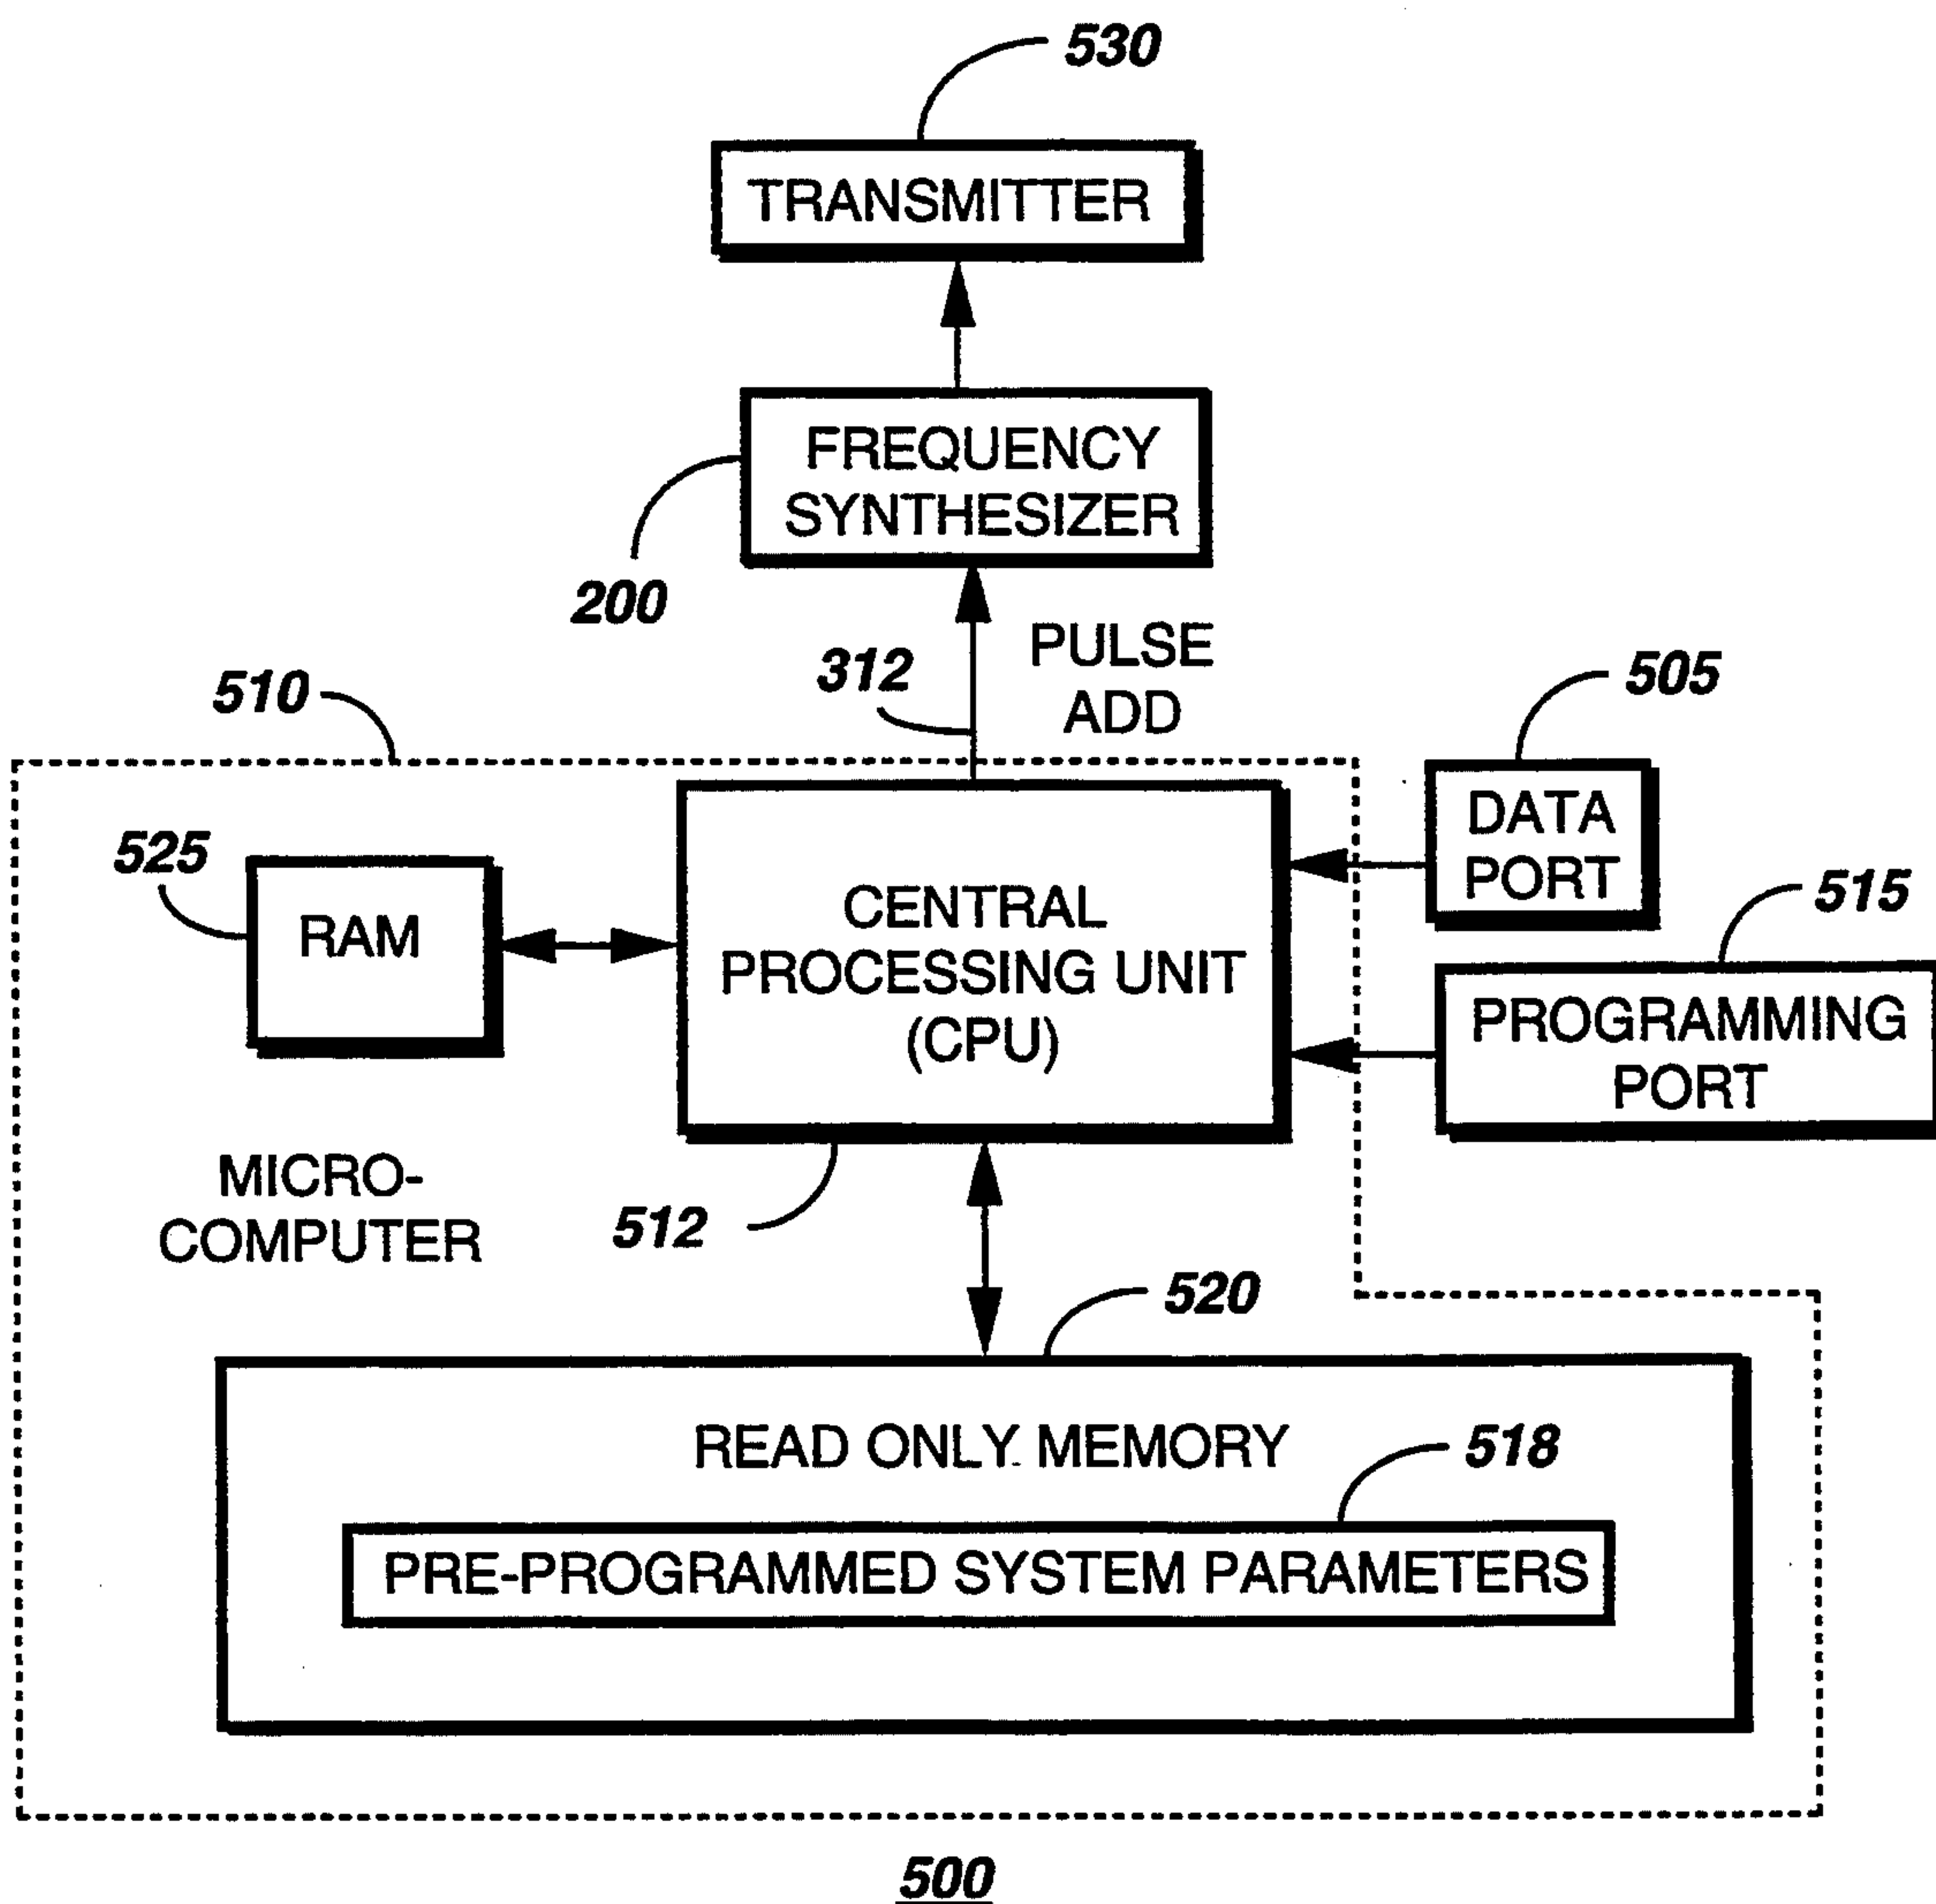 530
TRANSMITTER
FREQUENCY
SYNTHESIZER
200
312
PULSE
ADD
510
505
DATA
PORT
525
RAM
CENTRAL
PROCESSING UNIT
(CPU)
515
PROGRAMMING
PORT
MICRO-
COMPUTER
512
520
READ ONLY MEMORY
518
PRE-PROGRAMMED SYSTEM PARAMETERS
500